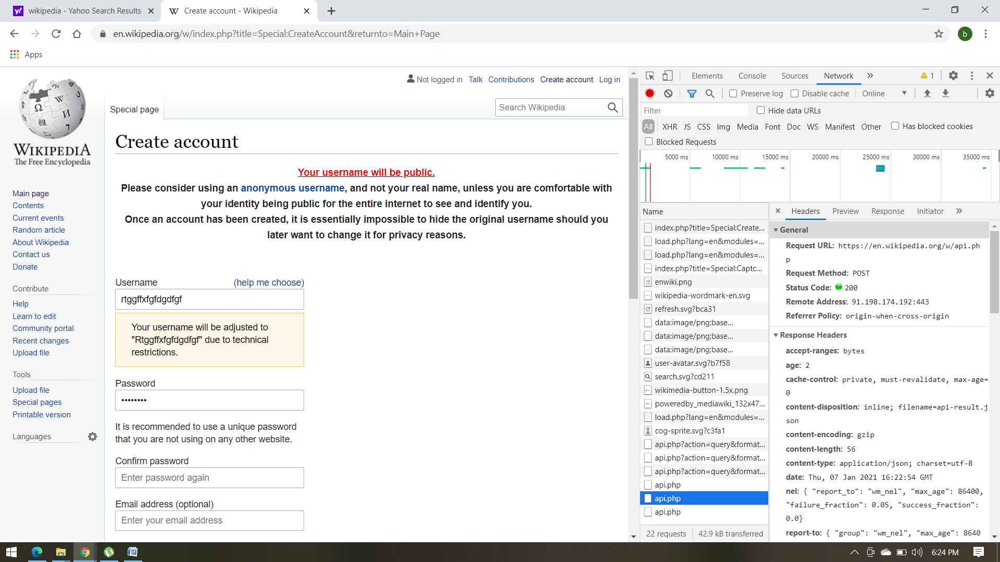 wikipedia - Yahoo Search Results
Create account - Wikipedia
en.wikipedia.org/w/index.php?title=Special:CreateAccount&returnto=Main+Page
b
Apps
Not logged in Talk Contributions Create account Log in
Special page
Search Wikipedia
WIKIPEDIA
The Free Encyclopedia
Main page
Contents
Current events
Random article
About Wikipedia
Contact us
Donate
Contribute
Help
Learn to edit
Community portal
Recent changes
Upload file
Tools
Upload file
Special pages
Printable version
Languages
Create account
Your username will be public.
Please consider using an anonymous username, and not your real name, unless you are comfortable with
your identity being public for the entire internet to see and identify you.
Once an account has been created, it is essentially impossible to hide the original username should you
later want to change it for privacy reasons.
Username (help me choose)
rtggffxfgfdgdfgf
Your username will be adjusted to
"Rtggffxfgfdgdfgf" due to technical
restrictions.
Password
••••••••
It is recommended to use a unique password
that you are not using on any other website.
Confirm password
Enter password again
Email address (optional)
Enter your email address
Elements Console Sources Network 1
Preserve log Disable cache Online
Filter Hide data URLs
All XHR JS CSS Img Media Font Doc WS Manifest Other Has blocked cookies
Blocked Requests
5000 ms 10000 ms 15000 ms 20000 ms 25000 ms 30000 ms 35000 ms
Name
index.php?title=Special:Create...
load.php?lang=en&modules=...
load.php?lang=en&modules=...
index.php?title=Special:Captc...
enwiki.png
wikipedia-wordmark-en.svg
refresh.svg?bca31
data:image/png;base...
data:image/png;base...
data:image/png;base...
user-avatar.svg?b7f58
search.svg?cd211
wikimedia-button-1.5x.png
poweredby_mediawiki_132x47...
load.php?lang=en&modules=...
cog-sprite.svg?c3fa1
api.php?action=query&format...
api.php?action=query&format...
api.php?action=query&format...
api.php
api.php
api.php
22 requests 42.9 kB transferred
Headers Preview Response Initiator
General
Request URL: https://en.wikipedia.org/w/api.ph
p
Request Method: POST
Status Code: 200
Remote Address: 91.198.174.192:443
Referrer Policy: origin-when-cross-origin
Response Headers
accept-ranges: bytes
age: 2
cache-control: private, must-revalidate, max-age=
0
content-disposition: inline; filename=api-result.j
son
content-encoding: gzip
content-length: 56
content-type: application/json; charset=utf-8
date: Thu, 07 Jan 2021 16:22:54 GMT
nel: { "report_to": "wm_nel", "max_age": 86400,
"failure_fraction": 0.05, "success_fraction":
0.0}
report-to: { "group": "wm_nel", "max_age": 8640
6:24 PM